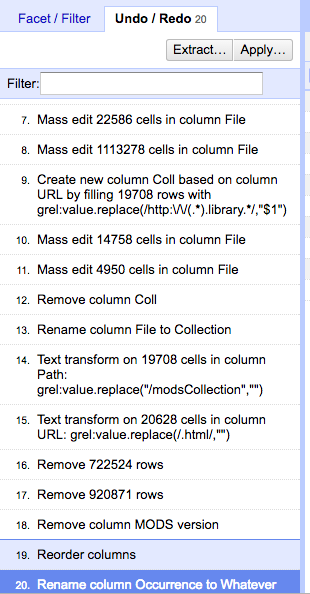 Facet / Filter
Undo / Redo 20
Extract...
Apply...
Filter:
7. Mass edit 22586 cells in column File
8. Mass edit 1113278 cells in column File
9. Create new column Coll based on column
URL by filling 19708 rows with
grel:value.replace(/http:\/\/(.*).library.*/,"$1")
10. Mass edit 14758 cells in column File
11. Mass edit 4950 cells in column File
12. Remove column Coll
13. Rename column File to Collection
14. Text transform on 19708 cells in column
Path:
grel:value.replace("/modsCollection","")
15. Text transform on 20628 cells in column
URL: grel:value.replace(/.html/,"")
16. Remove 722524 rows
17. Remove 920871 rows
18. Remove column MODS version
19. Reorder columns
20. Rename column Occurrence to Whatever